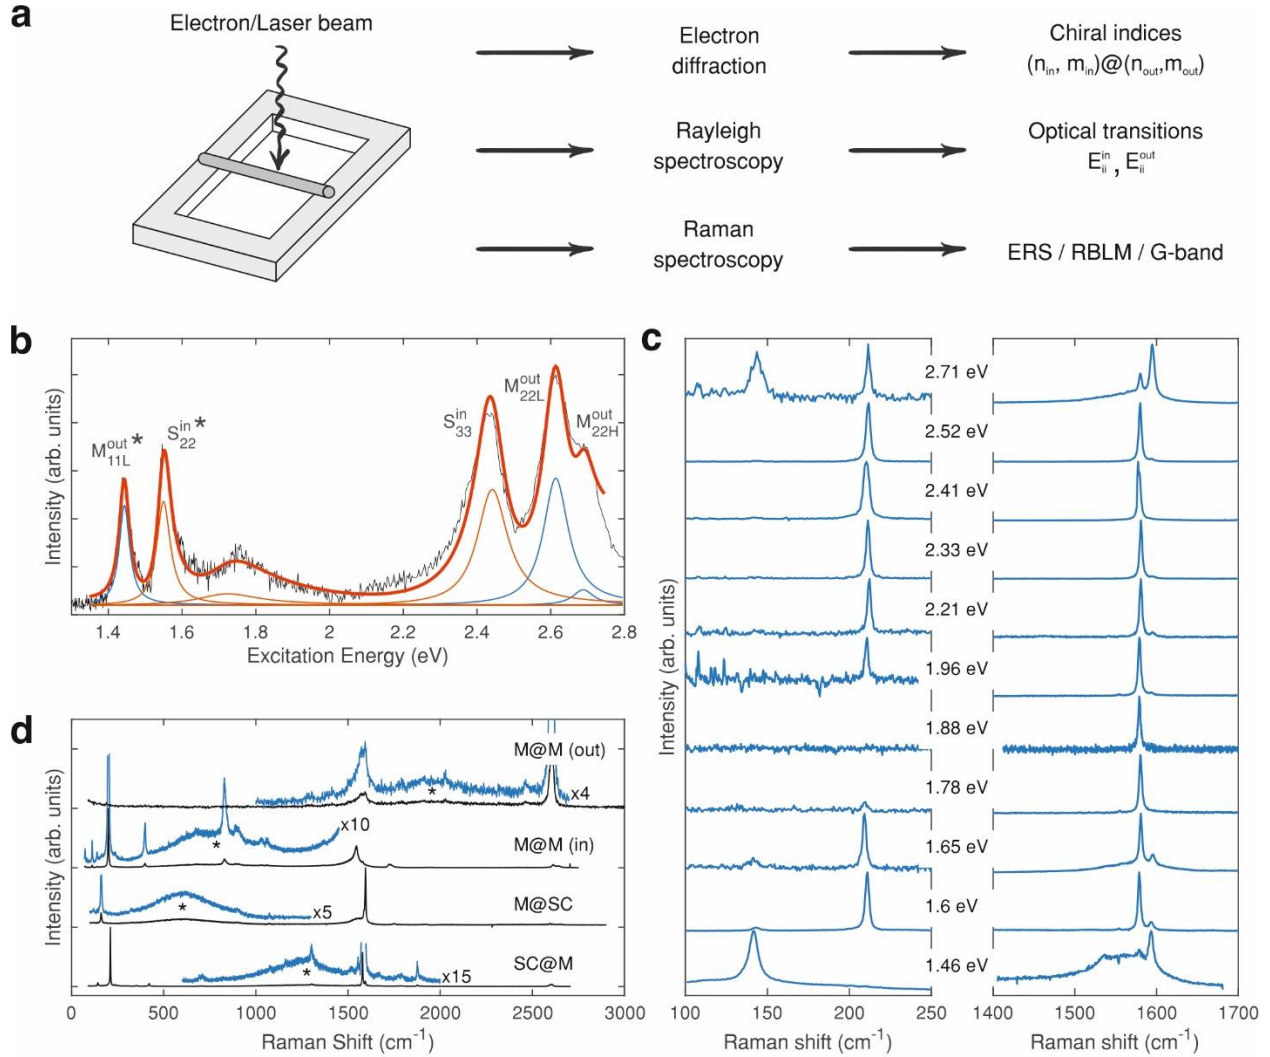 a
Electron/Laser beam
Electron
diffraction
Chiral indices
(n_in, m_in)@(n_out,m_out)
Rayleigh
spectroscopy
Optical transitions
E_ii^in, E_ii^out
Raman
spectroscopy
ERS / RBLM / G-band
b
M_11L^out *
S_22^in *
S_33^in
M_22L^out
M_22H^out
Intensity (arb. units)
1.4 1.6 1.8 2 2.2 2.4 2.6 2.8
Excitation Energy (eV)
c
2.71 eV
2.52 eV
2.41 eV
2.33 eV
2.21 eV
1.96 eV
1.88 eV
1.78 eV
1.65 eV
1.6 eV
1.46 eV
Intensity (arb. units)
100 150 200 250
Raman shift (cm⁻¹)
1400 1500 1600 1700
Raman shift (cm⁻¹)
d
M@M (out)
* x4
x10
* M@M (in)
M@SC
* x5
SC@M
* x15
Intensity (arb. units)
0 500 1000 1500 2000 2500 3000
Raman Shift (cm⁻¹)